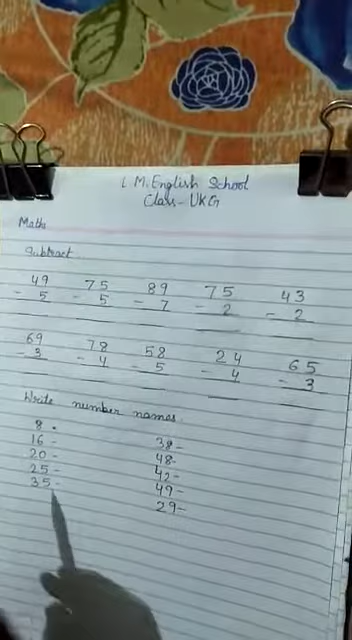 L M. English School
Class - UKG
Maths
Subtract
49 75 89 75 43
- 5 - 5 - 7 - 2 - 2
69 78 58 24 65
- 3 - 4 - 5 - 4 - 3
Write number names.
8 - 38 -
16 - 48 -
20 - 42 -
25 - 49 -
35 - 29 -